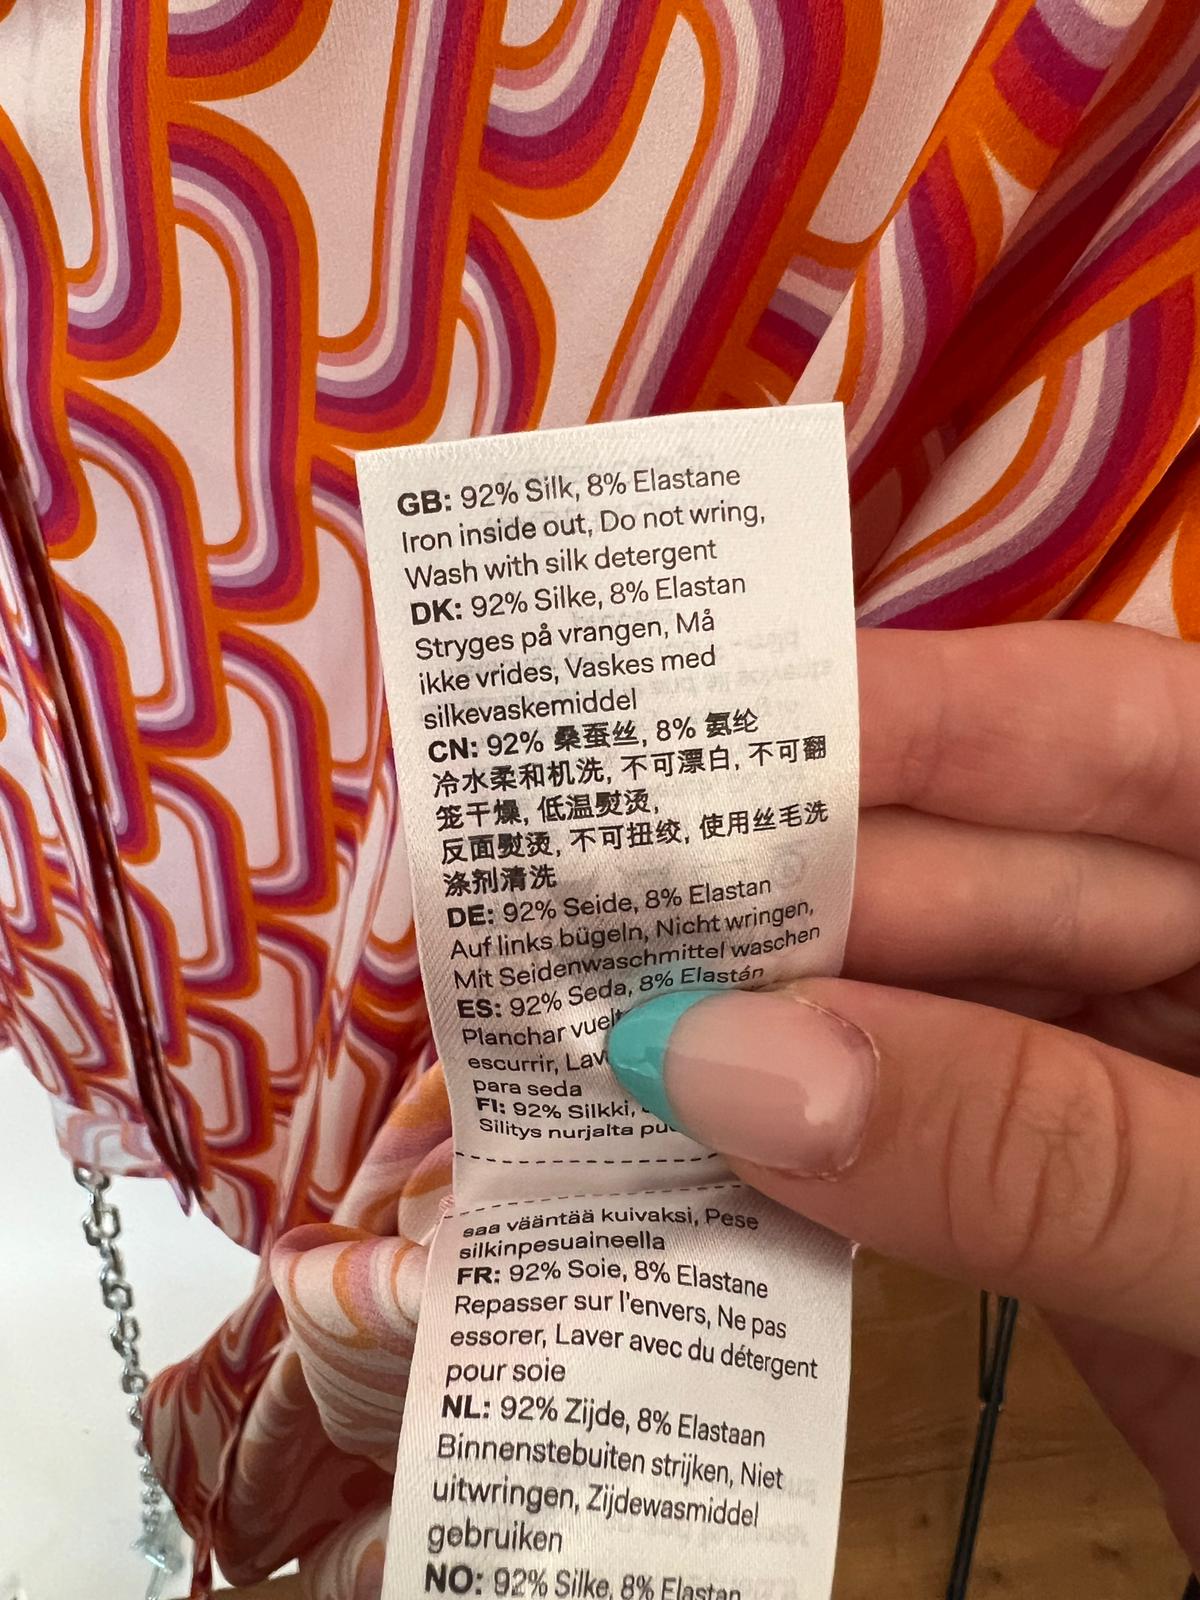 GB: 92% Silk, 8% Elastane
Iron inside out, Do not wring,
Wash with silk detergent
DK: 92% Silke, 8% Elastan
Stryges på vrangen, Må
ikke vrides, Vaskes med
silkevaskemiddel
CN: 92% 桑蚕丝, 8% 氨纶
冷水柔和机洗, 不可漂白, 不可翻
笼干燥, 低温熨烫,
反面熨烫, 不可扭绞, 使用丝毛洗
涤剂清洗
DE: 92% Seide, 8% Elastan
Auf links bügeln, Nicht wringen,
Mit Seidenwaschmittel waschen
ES: 92% Seda, 8% Elastán
Planchar
escurrir,
para seda
FI: 92% Silkki,
Silitys nurjalta
saa vääntää kuivaksi, Pese
silkinpesuaineella
FR: 92% Soie, 8% Elastane
Repasser sur l'envers, Ne pas
essorer, Laver avec du détergent
pour soie
NL: 92% Zijde, 8% Elastaan
Binnenstebuiten strijken, Niet
uitwringen, Zijdewasmiddel
gebruiken
NO: 92% Silke, 8% Elastan